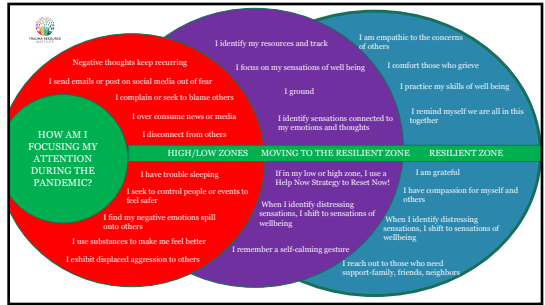 TRAUMA RESOURCE
INSTITUTE
HOW AM I
FOCUSING MY
ATTENTION
DURING THE
PANDEMIC?
Negative thoughts keep recurring
I send emails or post on social media out of fear
I complain or seek to blame others
I over consume news or media
I disconnect from others
HIGH/LOW ZONES
I have trouble sleeping
I seek to control people or events to
feel safer
I find my negative emotions spill
onto others
I use substances to make me feel better
I exhibit displaced aggression to others
I identify my resources and track
I focus on my sensations of well being
I ground
I identify sensations connected to
my emotions and thoughts
MOVING TO THE RESILIENT ZONE
If in my low or high zone, I use a
Help Now Strategy to Reset Now!
When I identify distressing
sensations, I shift to sensations of
wellbeing
I remember a self-calming gesture
I am empathic to the concerns
of others
I comfort those who grieve
I practice my skills of well being
I remind myself we are all in this
together
RESILIENT ZONE
I am grateful
I have compassion for myself and
others
When I identify distressing
sensations, I shift to sensations of
wellbeing
I reach out to those who need
support-family, friends, neighbors